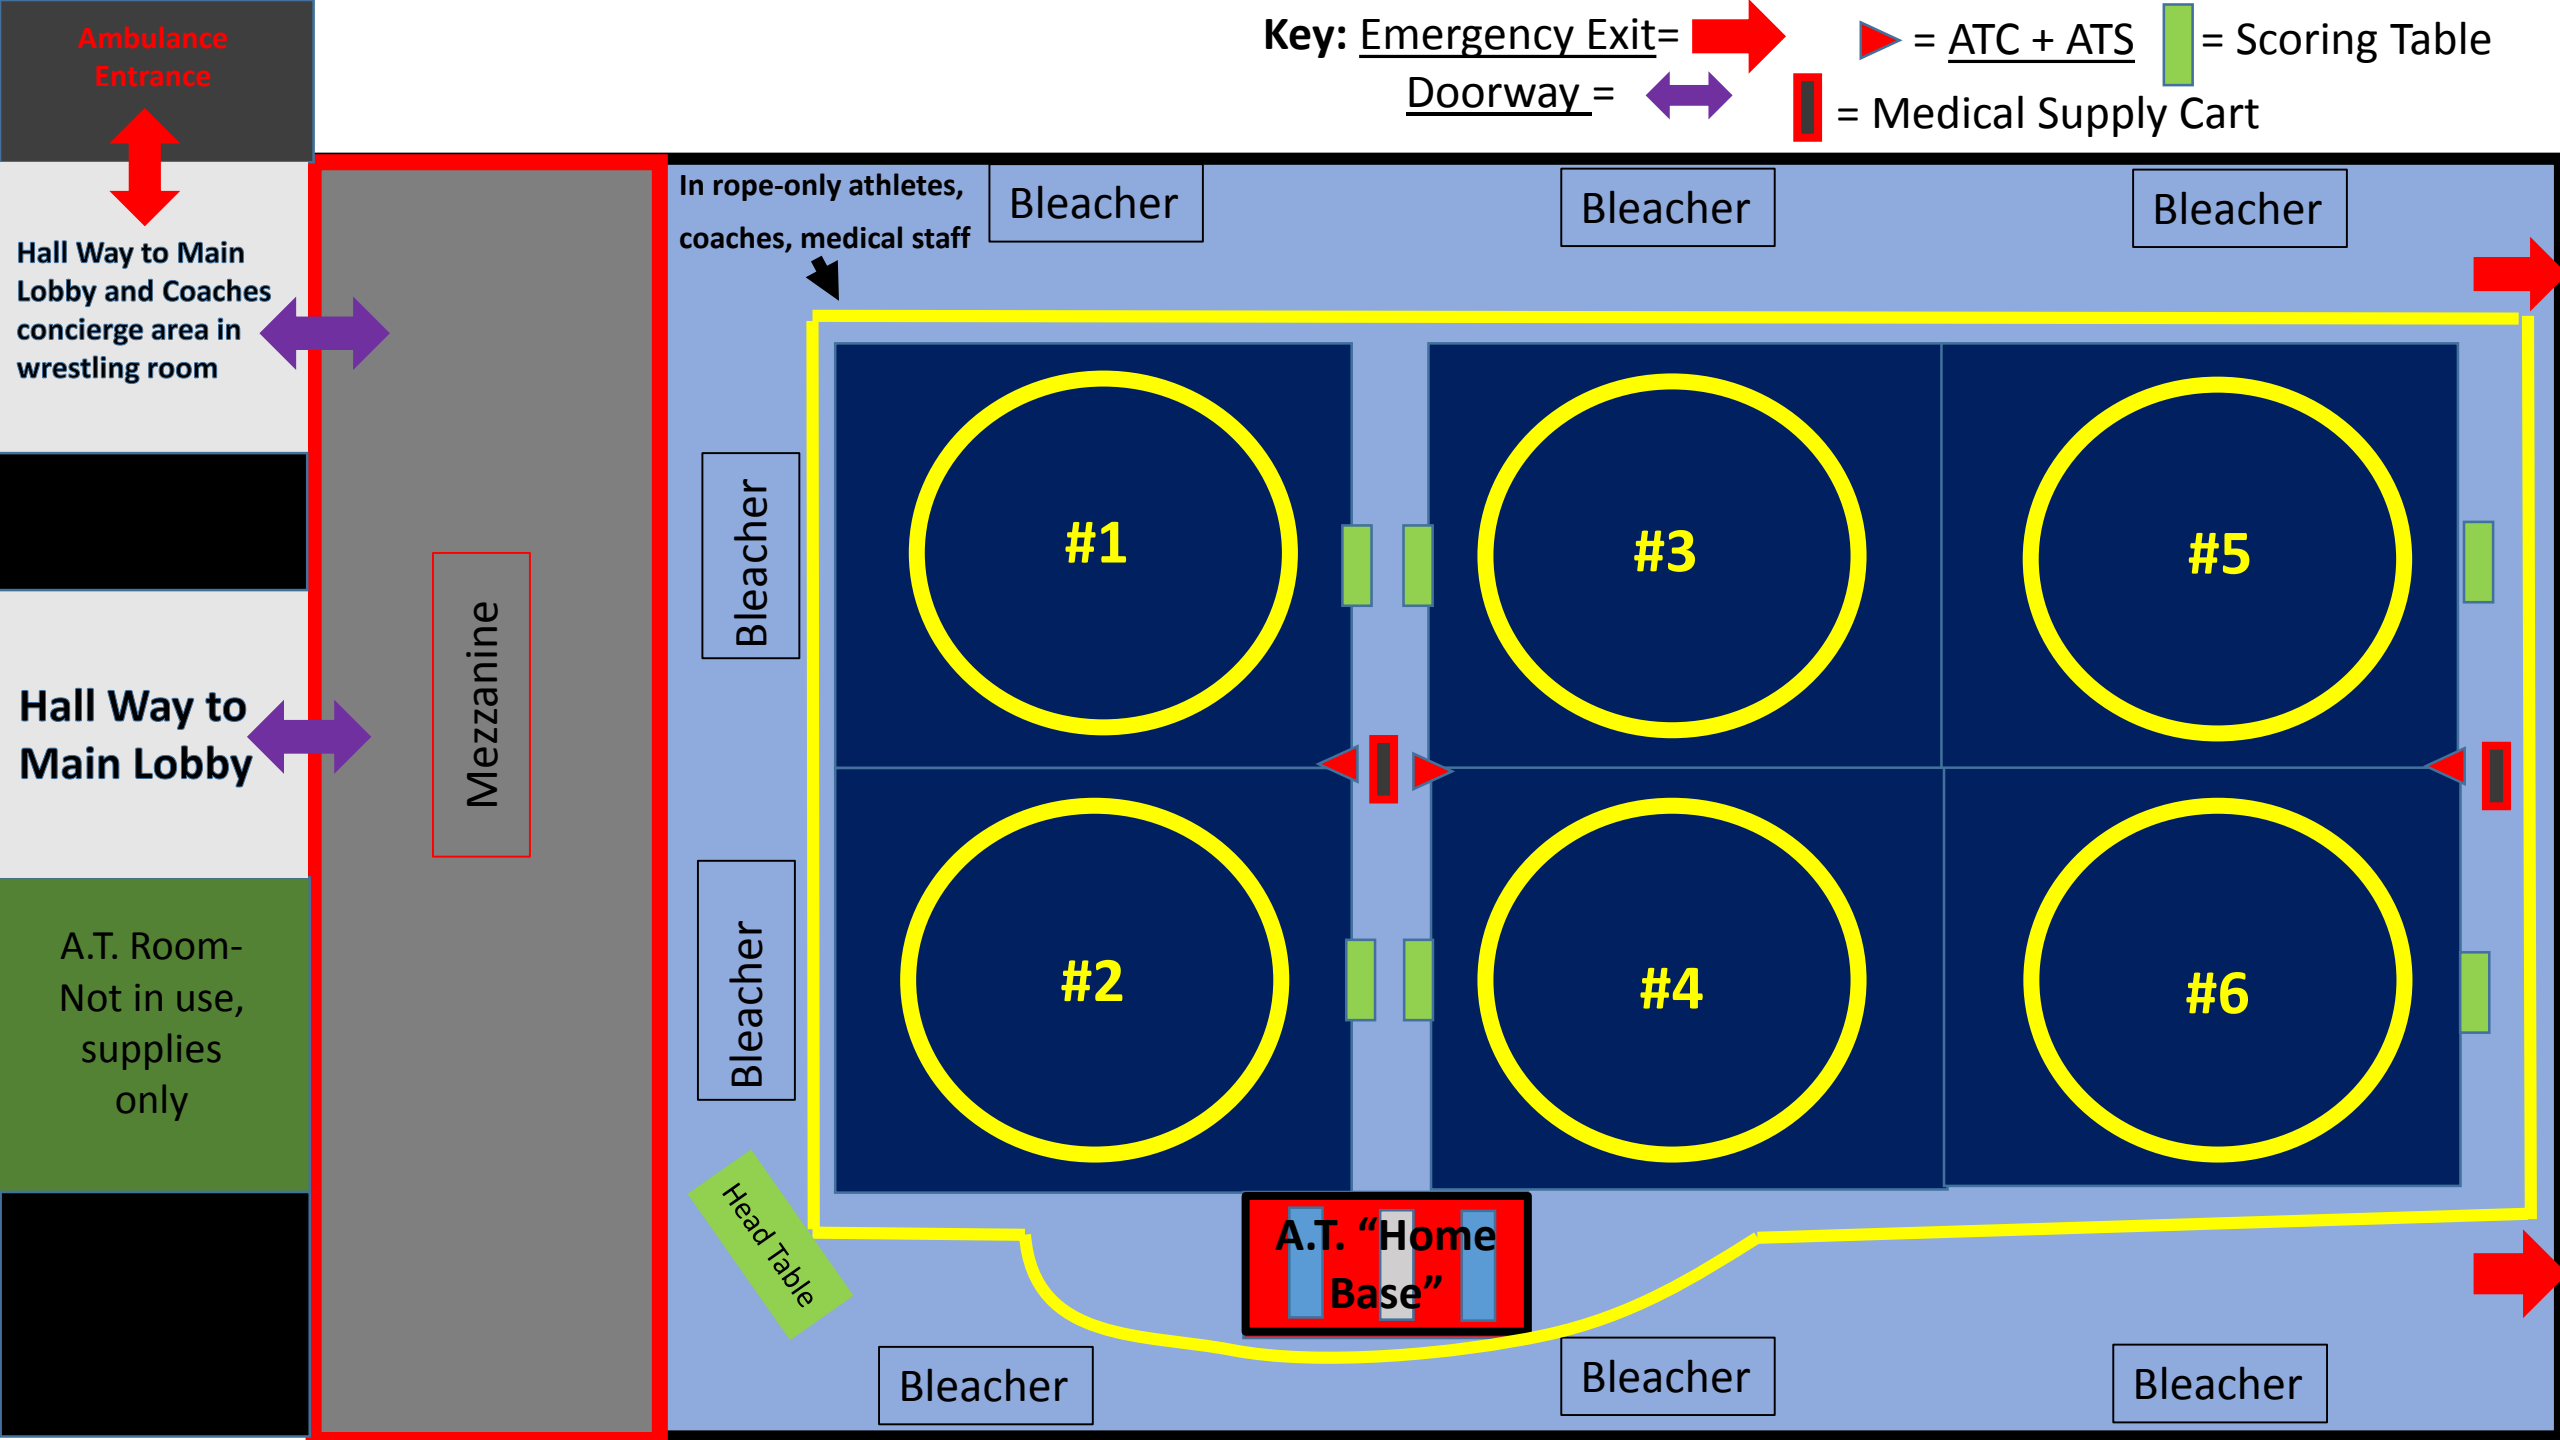 Ambulance
Entrance
Key: Emergency Exit=
= ATC + ATS
= Scoring Table
Doorway =
= Medical Supply Cart
In rope-only athletes,
coaches, medical staff
Bleacher
Bleacher
Bleacher
Hall Way to Main
Lobby and Coaches
concierge area in
wrestling room
Bleacher
#1
#3
#5
Mezzanine
Hall Way to
Main Lobby
Bleacher
#2
#4
#6
A.T. Room-
Not in use,
supplies
only
Head Table
A.T. “Home
Base”
Bleacher
Bleacher
Bleacher